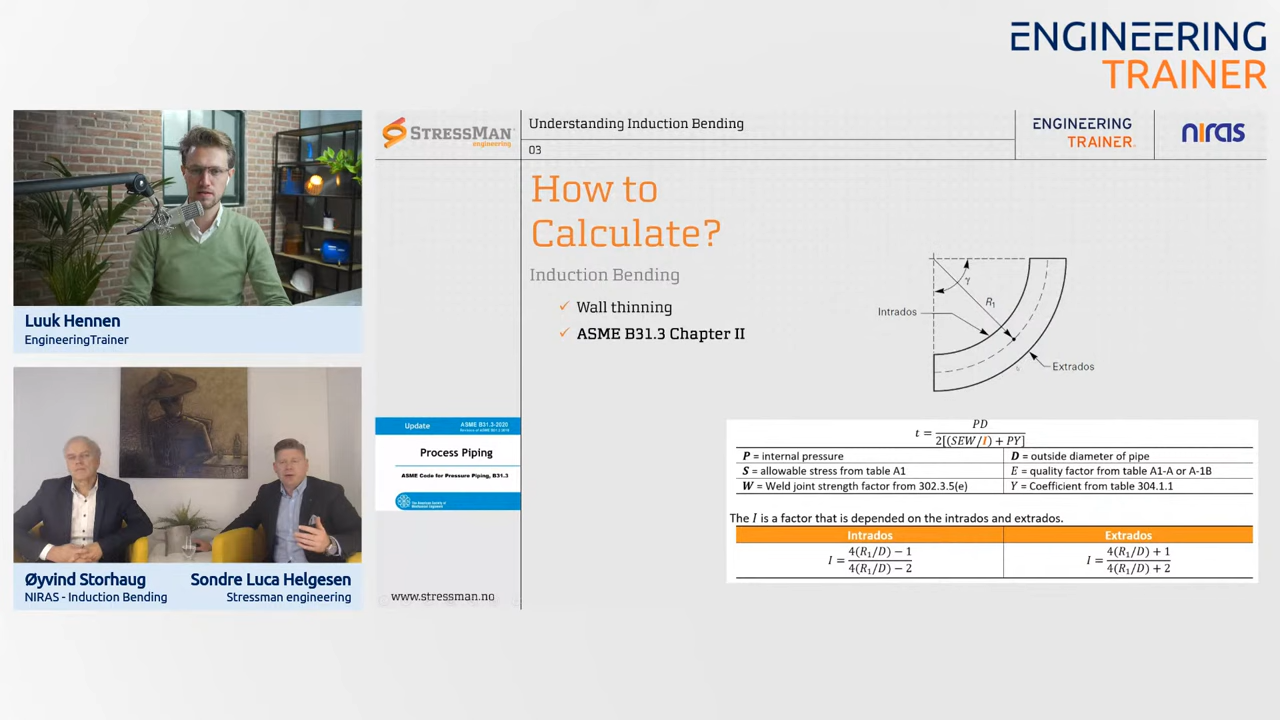 ENGINEERING
TRAINER
Luuk Hennen
EngineeringTrainer
Øyvind Storhaug
NIRAS - Induction Bending
Sondre Luca Helgesen
Stressman engineering
STRESSMAN
engineering
Understanding Induction Bending
03
ENGINEERING
TRAINER
niras
How to
Calculate?
Induction Bending
✓ Wall thinning
✓ ASME B31.3 Chapter II
Intrados
γ
R₁
Extrados
Update
ASME B31.3-2020
Process Piping
ASME Code for Pressure Piping, B31.3
www.stressman.no
t = PD / 2[(SEW/I) + PY]
P = internal pressure
D = outside diameter of pipe
S = allowable stress from table A1
E = quality factor from table A1-A or A-1B
W = Weld joint strength factor from 302.3.5(e)
Y = Coefficient from table 304.1.1
The I is a factor that is depended on the intrados and extrados.
Intrados
Extrados
I = 4(R₁/D) − 1 / 4(R₁/D) − 2
I = 4(R₁/D) + 1 / 4(R₁/D) + 2